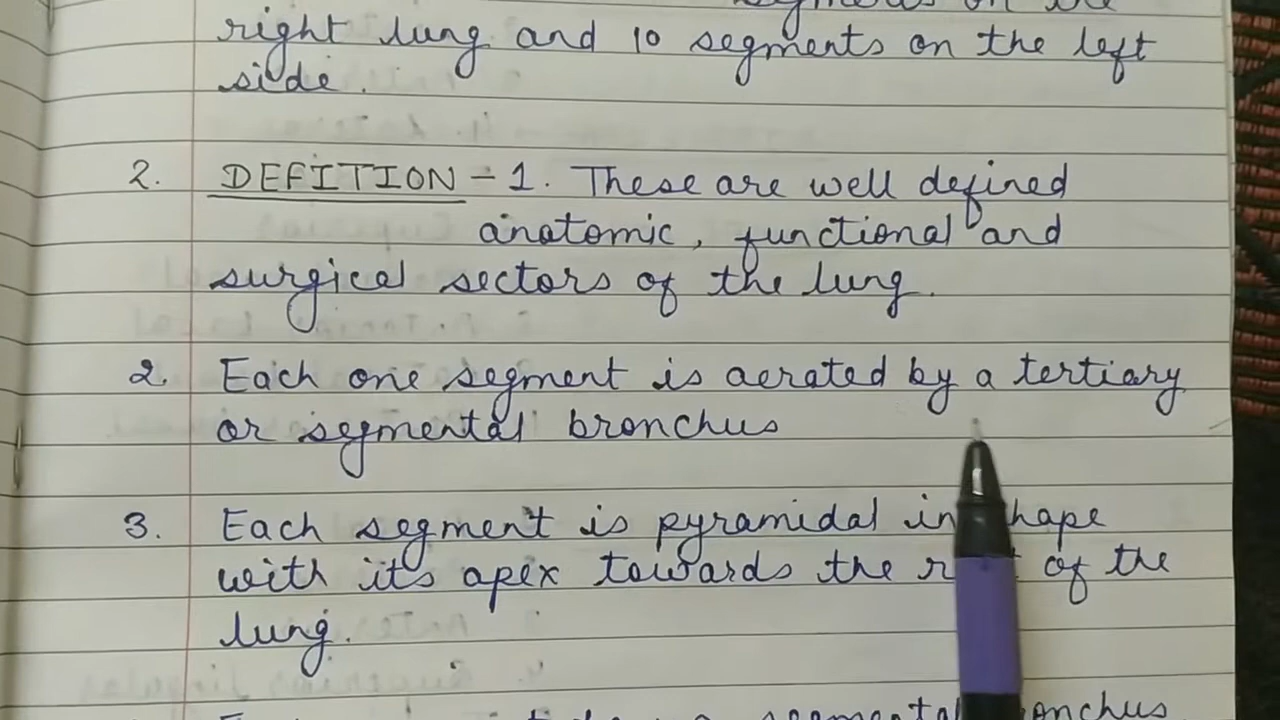 right lung and 10 segments on the left
side.
2. DEFITION - 1. These are well defined
anatomic, functional and
surgical sectors of the lung.
2. Each one segment is aerated by a tertiary
or segmental bronchus
3. Each segment is pyramidal in hape
with its apex towards the of the
lung.